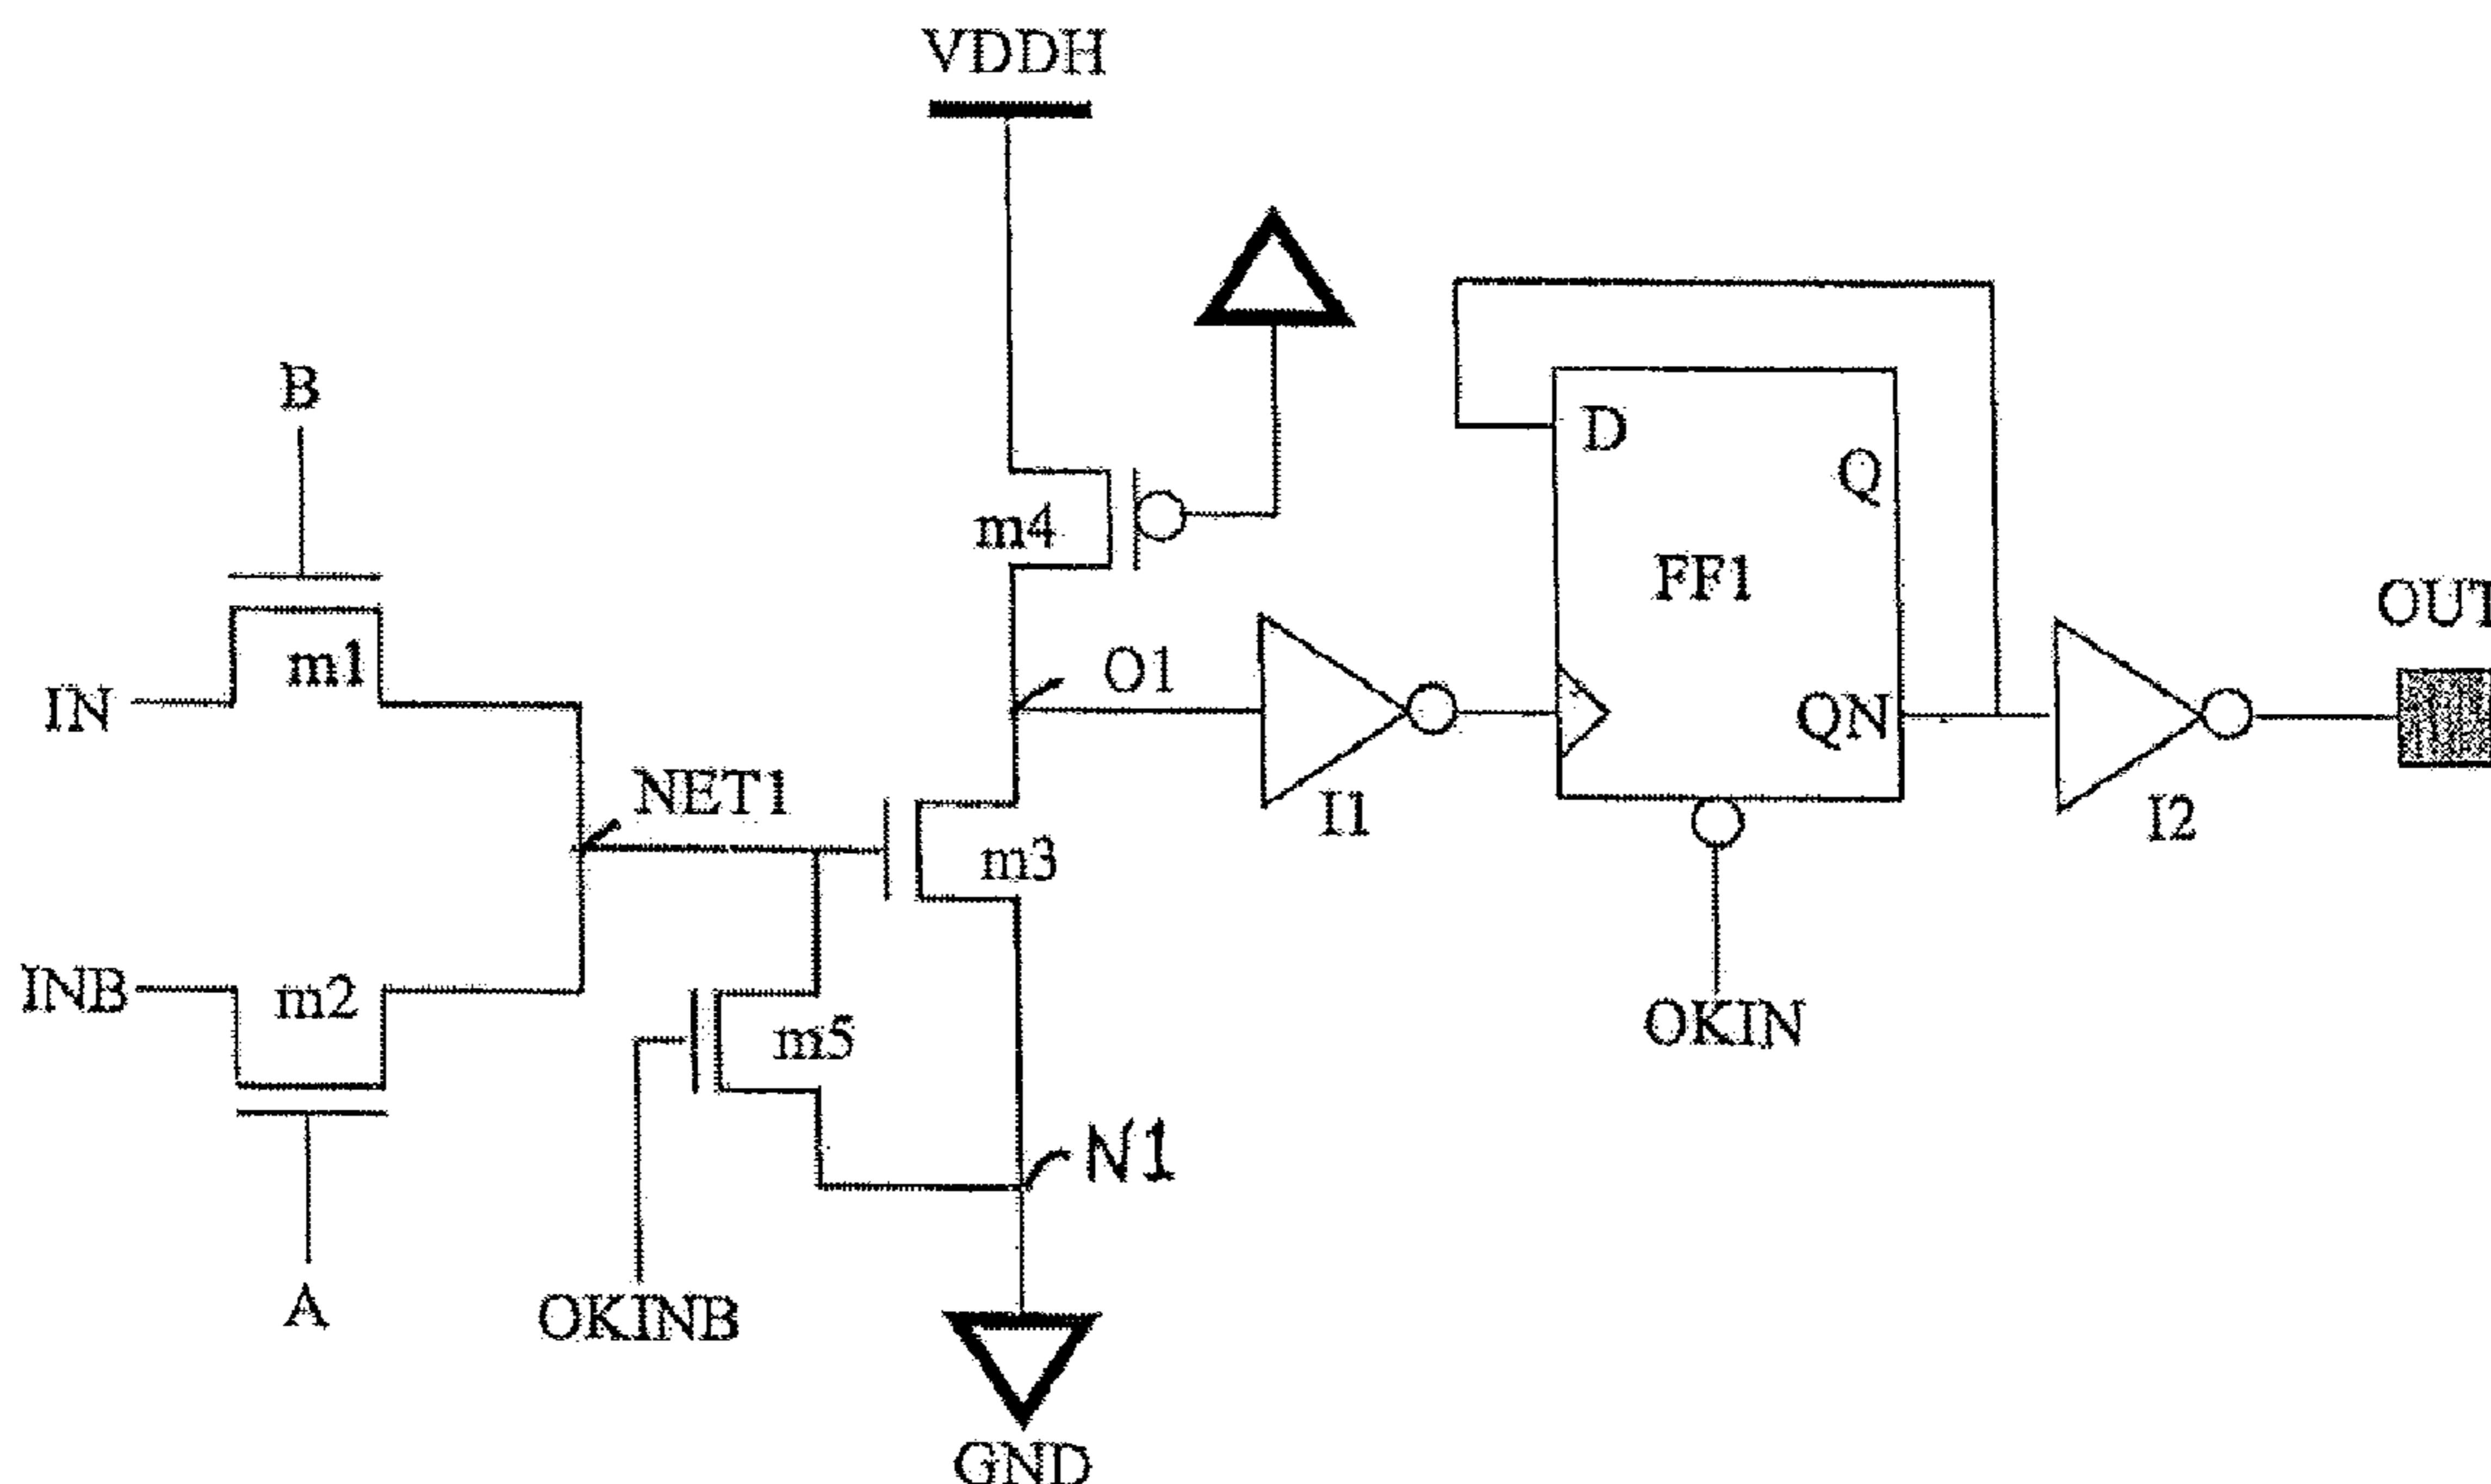 VDDH
B
D
Q
m4
FF1
OUT
m1
IN
O1
QN
NET1
I1
I2
m3
INB
m2
m5
OKIN
N1
A
OKINB
GND